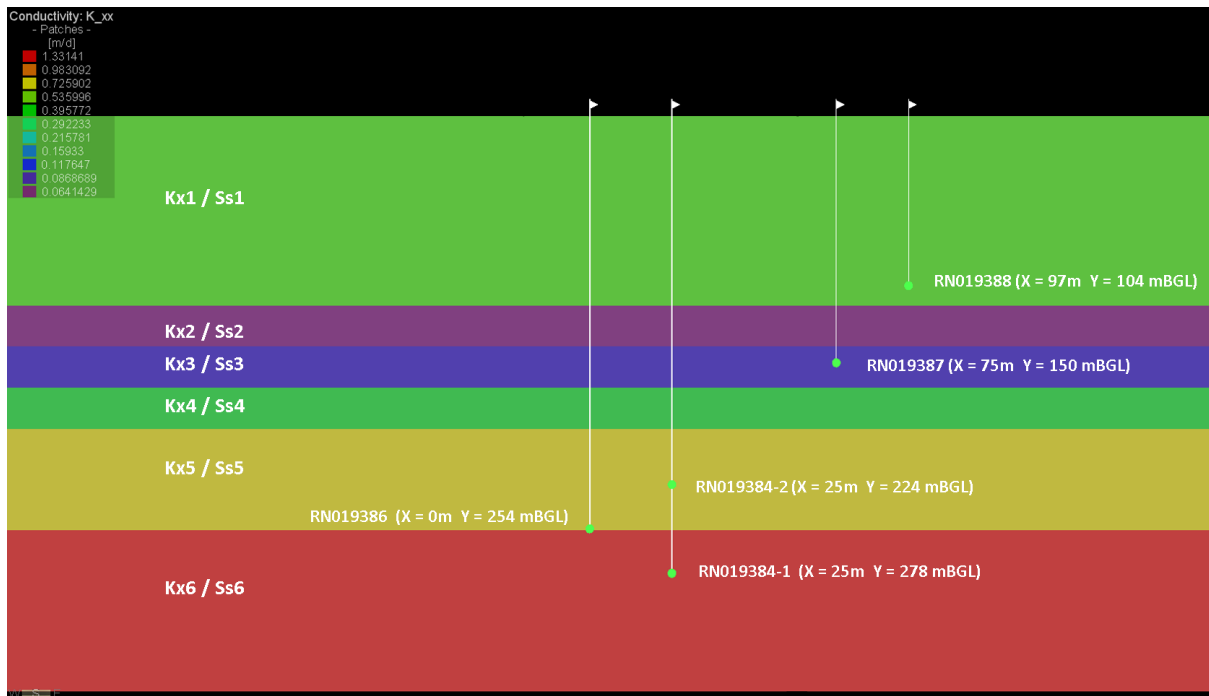 Conductivity: K_xx
- Patches -
[m/d]
1.33141
0.983092
0.725902
0.535996
0.395772
0.292233
0.215781
0.15933
0.117647
0.0868689
0.0641429
Kx1 / Ss1
RN019388 (X = 97m Y = 104 mBGL)
Kx2 / Ss2
Kx3 / Ss3
RN019387 (X = 75m Y = 150 mBGL)
Kx4 / Ss4
Kx5 / Ss5
RN019384-2 (X = 25m Y = 224 mBGL)
RN019386 (X = 0m Y = 254 mBGL)
RN019384-1 (X = 25m Y = 278 mBGL)
Kx6 / Ss6